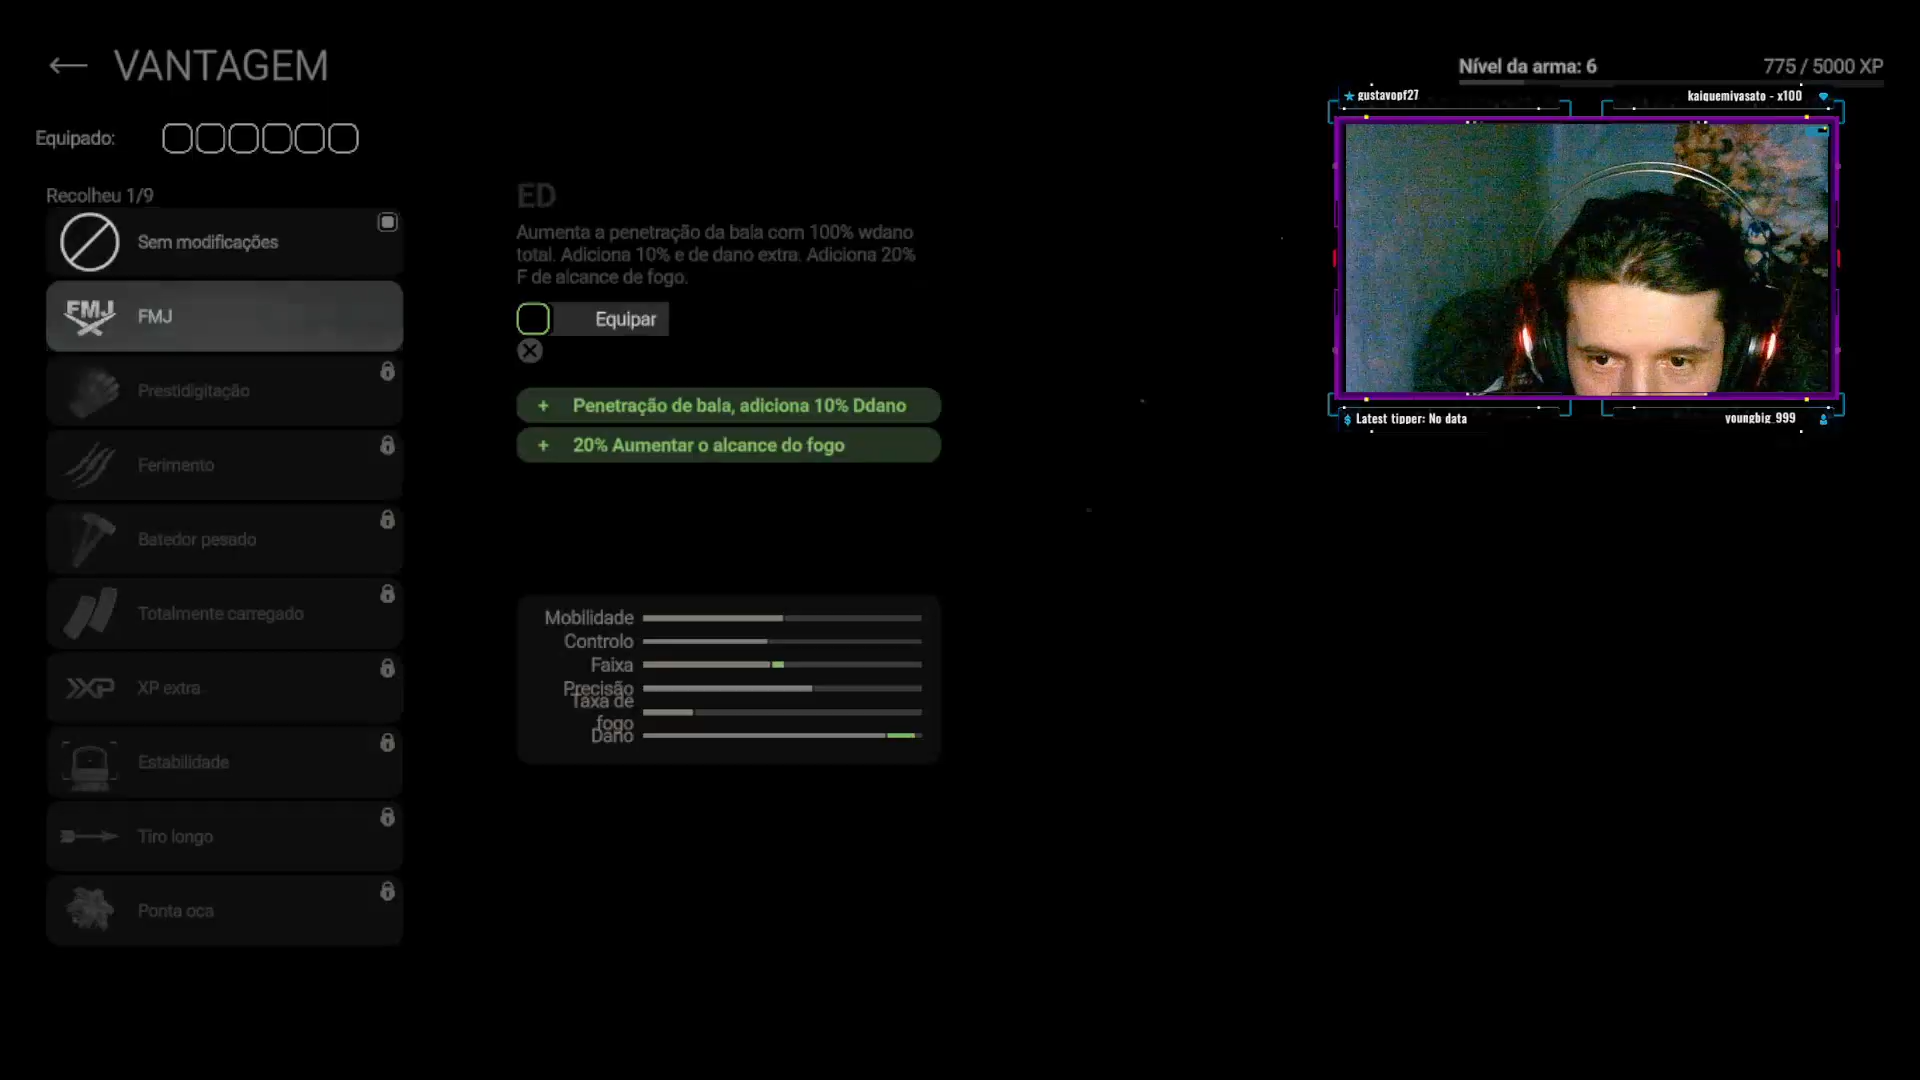 VANTAGEM
Nível da arma: 6
775 / 5000 XP
gustavopf27
kaiquemiyasato - x100
Equipado:
Recolheu 1/9
Sem modificações
FMJ
FMJ
Prestidigitação
Ferimento
Batedor pesado
Totalmente carregado
XP
XP extra
Estabilidade
Tiro longo
Ponta oca
ED
Aumenta a penetração da bala com 100% wdano
total. Adiciona 10% e de dano extra. Adiciona 20%
F de alcance de fogo.
Equipar
+ Penetração de bala, adiciona 10% Ddano
+ 20% Aumentar o alcance do fogo
Mobilidade
Controlo
Faixa
Precisão
Taxa de
fogo
Dano
Latest tipper: No data
youngbig_999